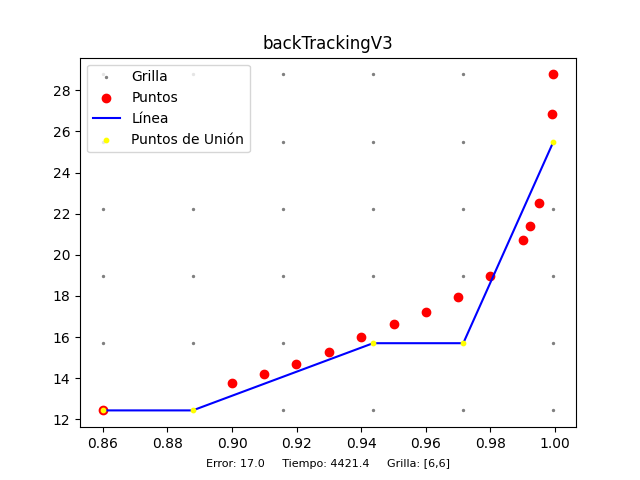 backTrackingV3
Grilla
Puntos
Línea
Puntos de Unión
28
26
24
22
20
18
16
14
12
0.86 0.88 0.90 0.92 0.94 0.96 0.98 1.00
Error: 17.0 Tiempo: 4421.4 Grilla: [6,6]